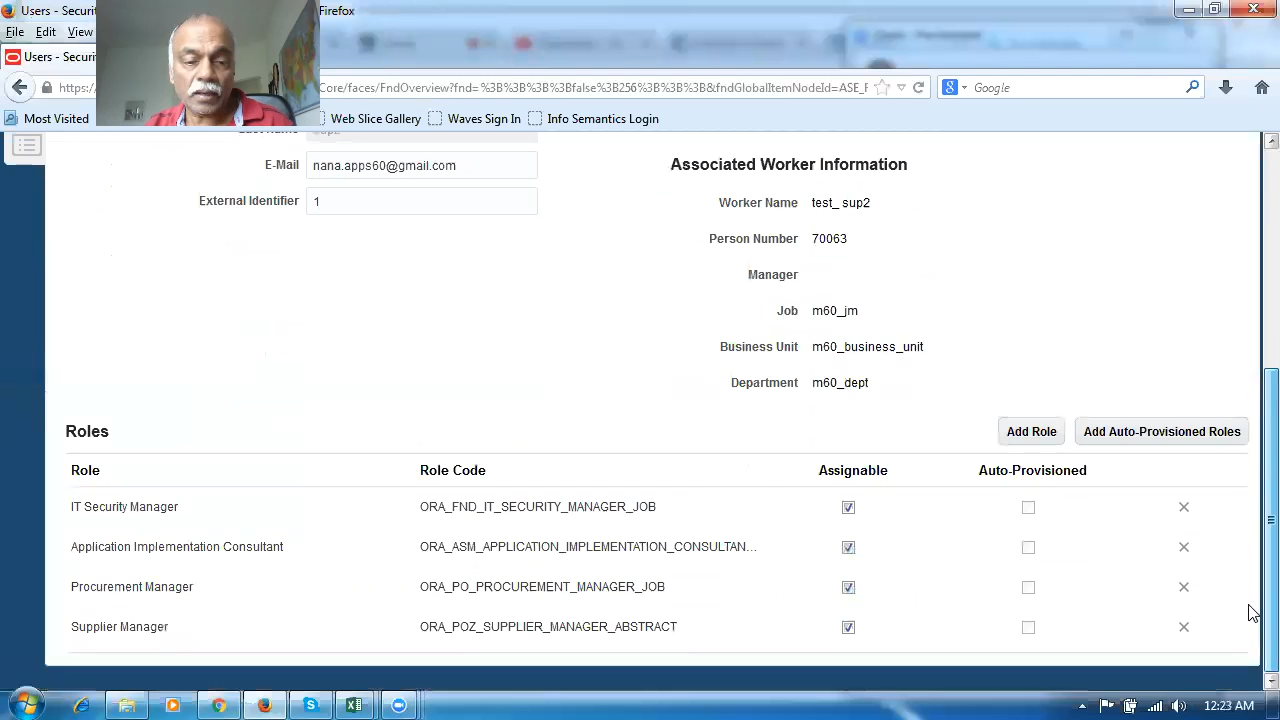 Users - Securi
Firefox
File Edit View
Users - Securi
https://
Core/faces/FndOverview?fnd=%3B%3B%3B%3Bfalse%3B256%3B%3B%3B&fndGlobalItemNodeId=ASE_F
Google
Most Visited
Web Slice Gallery
Waves Sign In
Info Semantics Login
E-Mail nana.apps60@gmail.com
External Identifier 1
Associated Worker Information
Worker Name test_ sup2
Person Number 70063
Manager
Job m60_jm
Business Unit m60_business_unit
Department m60_dept
Roles
Add Role
Add Auto-Provisioned Roles
Role Role Code Assignable Auto-Provisioned
IT Security Manager ORA_FND_IT_SECURITY_MANAGER_JOB
Application Implementation Consultant ORA_ASM_APPLICATION_IMPLEMENTATION_CONSULTAN...
Procurement Manager ORA_PO_PROCUREMENT_MANAGER_JOB
Supplier Manager ORA_POZ_SUPPLIER_MANAGER_ABSTRACT
12:23 AM